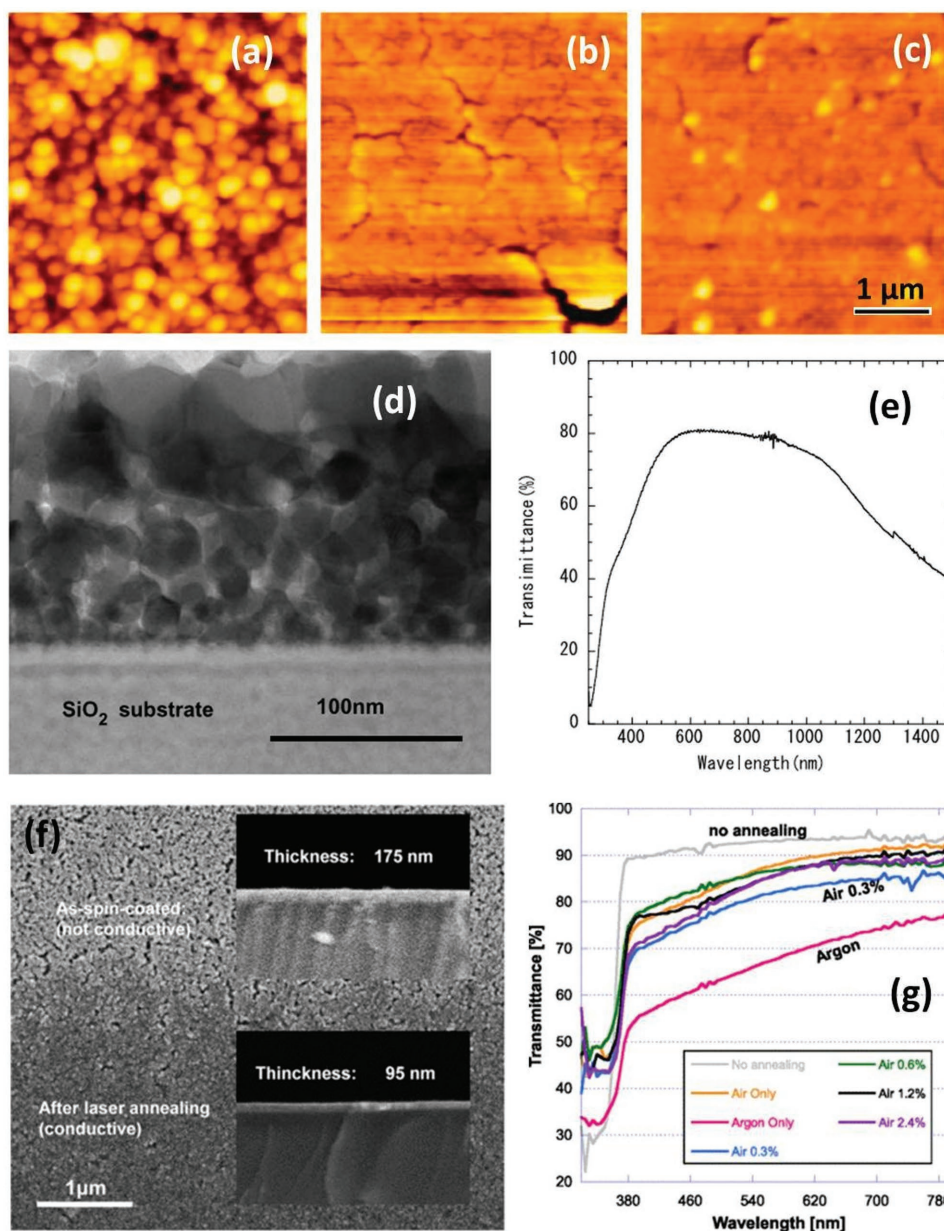 (a)
(b)
(c)
1 μm
(d)
SiO2 substrate
100nm
(e)
100
80
60
40
20
0
Transimittance(%)
400 600 800 1000 1200 1400
Wavelength(nm)
(f)
Thickness: 175 nm
As-spin-coated:
(not conductive)
Thinckness: 95 nm
After laser annealing
(conductive)
1μm
100
90
80
70
60
50
40
30
20
Transmittance [%]
no annealing
Air 0.3%
Argon
(g)
No annealing
Air Only
Argon Only
Air 0.3%
Air 0.6%
Air 1.2%
Air 2.4%
380 460 540 620 700 780
Wavelength [nm]